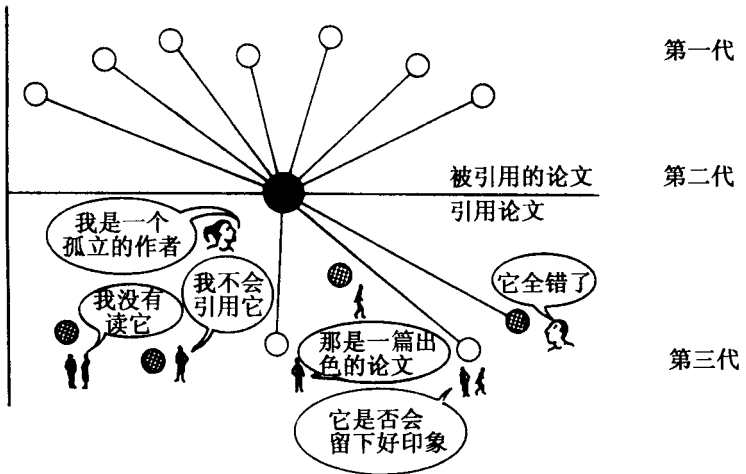 第一代
被引用的论文
第二代
引用论文
我是一个
孤立的作者
我不会
引用它
它全错了
我没有
读它
那是一篇出
色的论文
第三代
它是否会
留下好印象